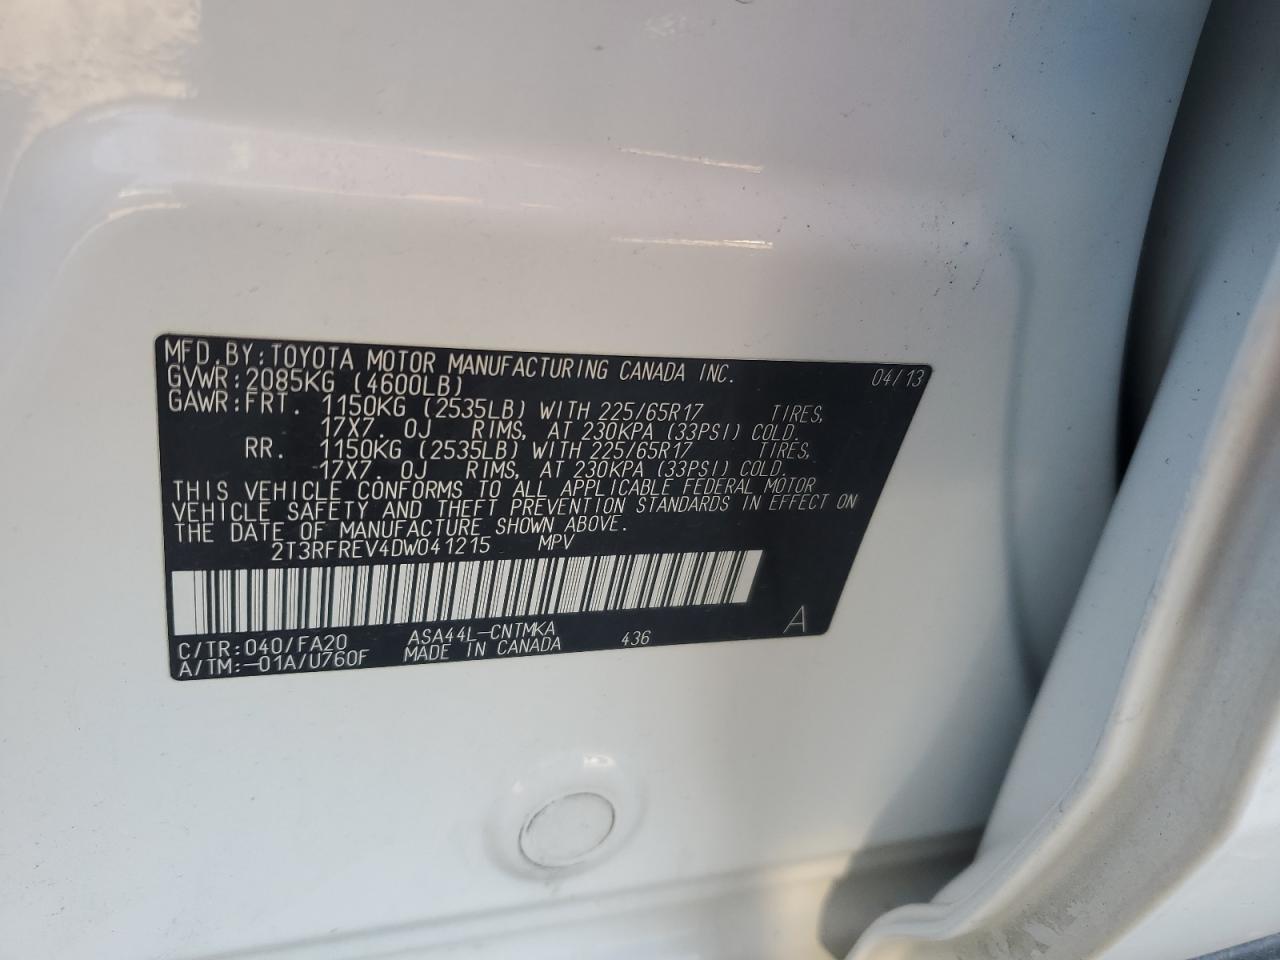 MFD.BY:TOYOTA MOTOR MANUFACTURING CANADA INC. 04/13
GVWR:2085KG (4600LB)
GAWR:FRT. 1150KG (2535LB) WITH 225/65R17 TIRES,
17X7.0J RIMS, AT 230KPA (33PSI) COLD.
RR. 1150KG (2535LB) WITH 225/65R17 TIRES,
17X7.0J RIMS, AT 230KPA (33PSI) COLD.
THIS VEHICLE CONFORMS TO ALL APPLICABLE FEDERAL MOTOR
VEHICLE SAFETY AND THEFT PREVENTION STANDARDS IN EFFECT ON
THE DATE OF MANUFACTURE SHOWN ABOVE.
2T3RFREV4DW041215 MPV
C/TR:040/FA20 ASA44L-CNTMKA 436 A
A/TM:-01A/U760F MADE IN CANADA